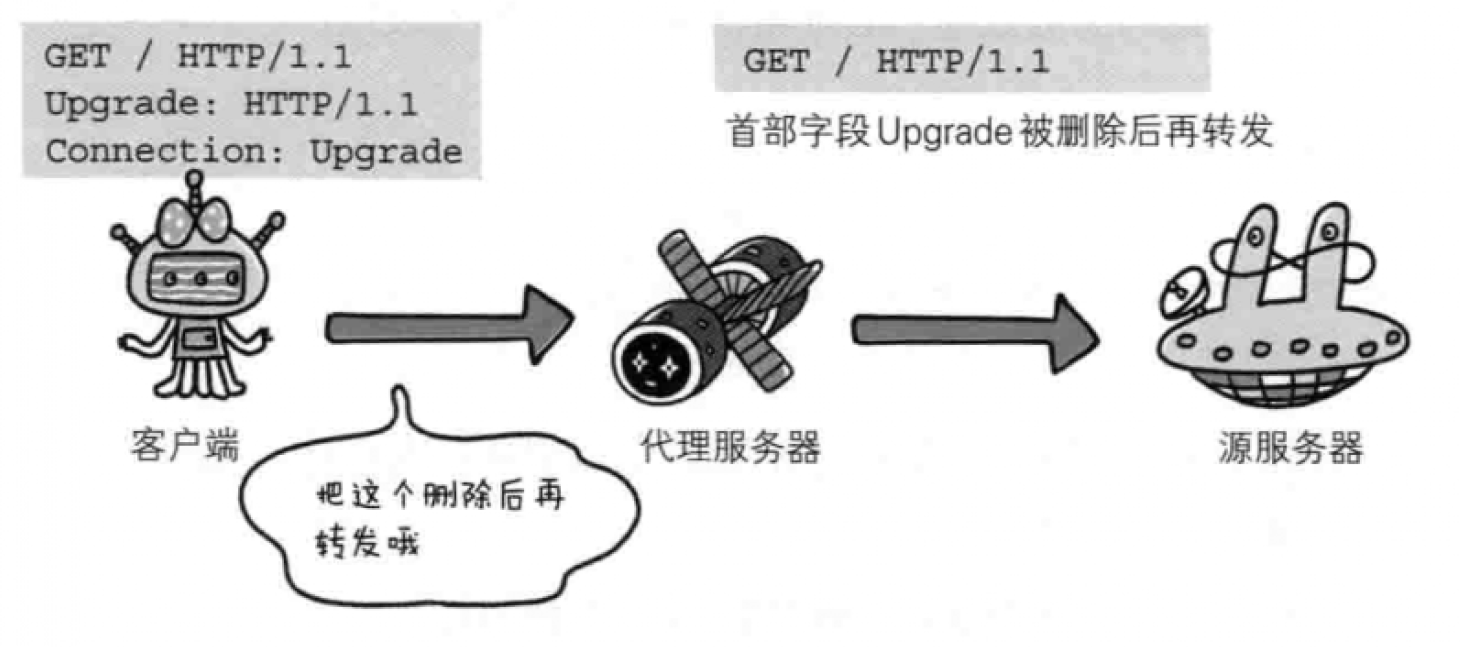 GET / HTTP/1.1
Upgrade: HTTP/1.1
Connection: Upgrade
GET / HTTP/1.1
首部字段Upgrade被删除后再转发
客户端
代理服务器
源服务器
把这个删除后再
转发哦